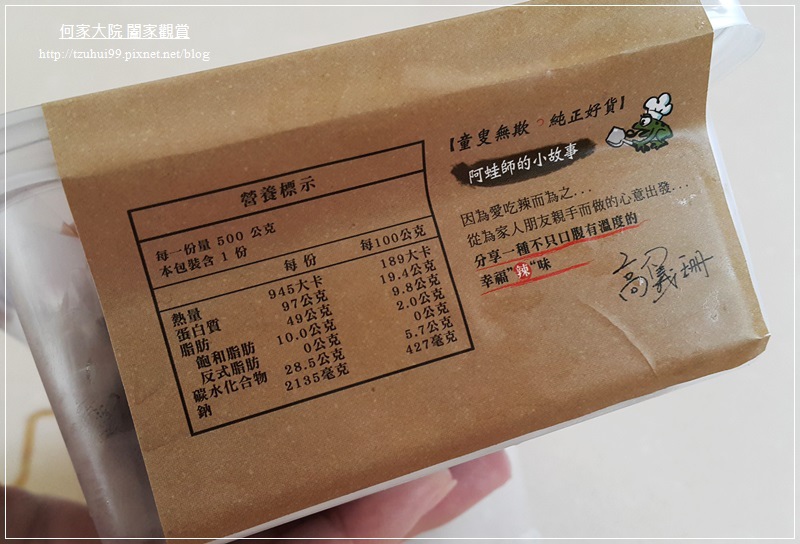 何家大院 闔家觀賞
http://tzuhui99.pixnet.net/blog
營養標示
每一份量 500 公克
本包裝含 1 份
每份 每100公克
熱量 945大卡 189大卡
蛋白質 97公克 19.4公克
脂肪 49公克 9.8公克
飽和脂肪 10.0公克 2.0公克
反式脂肪 0公克 0公克
碳水化合物 28.5公克 5.7公克
鈉 2135毫克 427毫克
【童叟無欺 純正好貨】
阿蛙師的小故事
因為愛吃辣而為之...
從為家人朋友親手而做的心意出發...
分享一種不只口腹有溫度的
幸福"辣"味